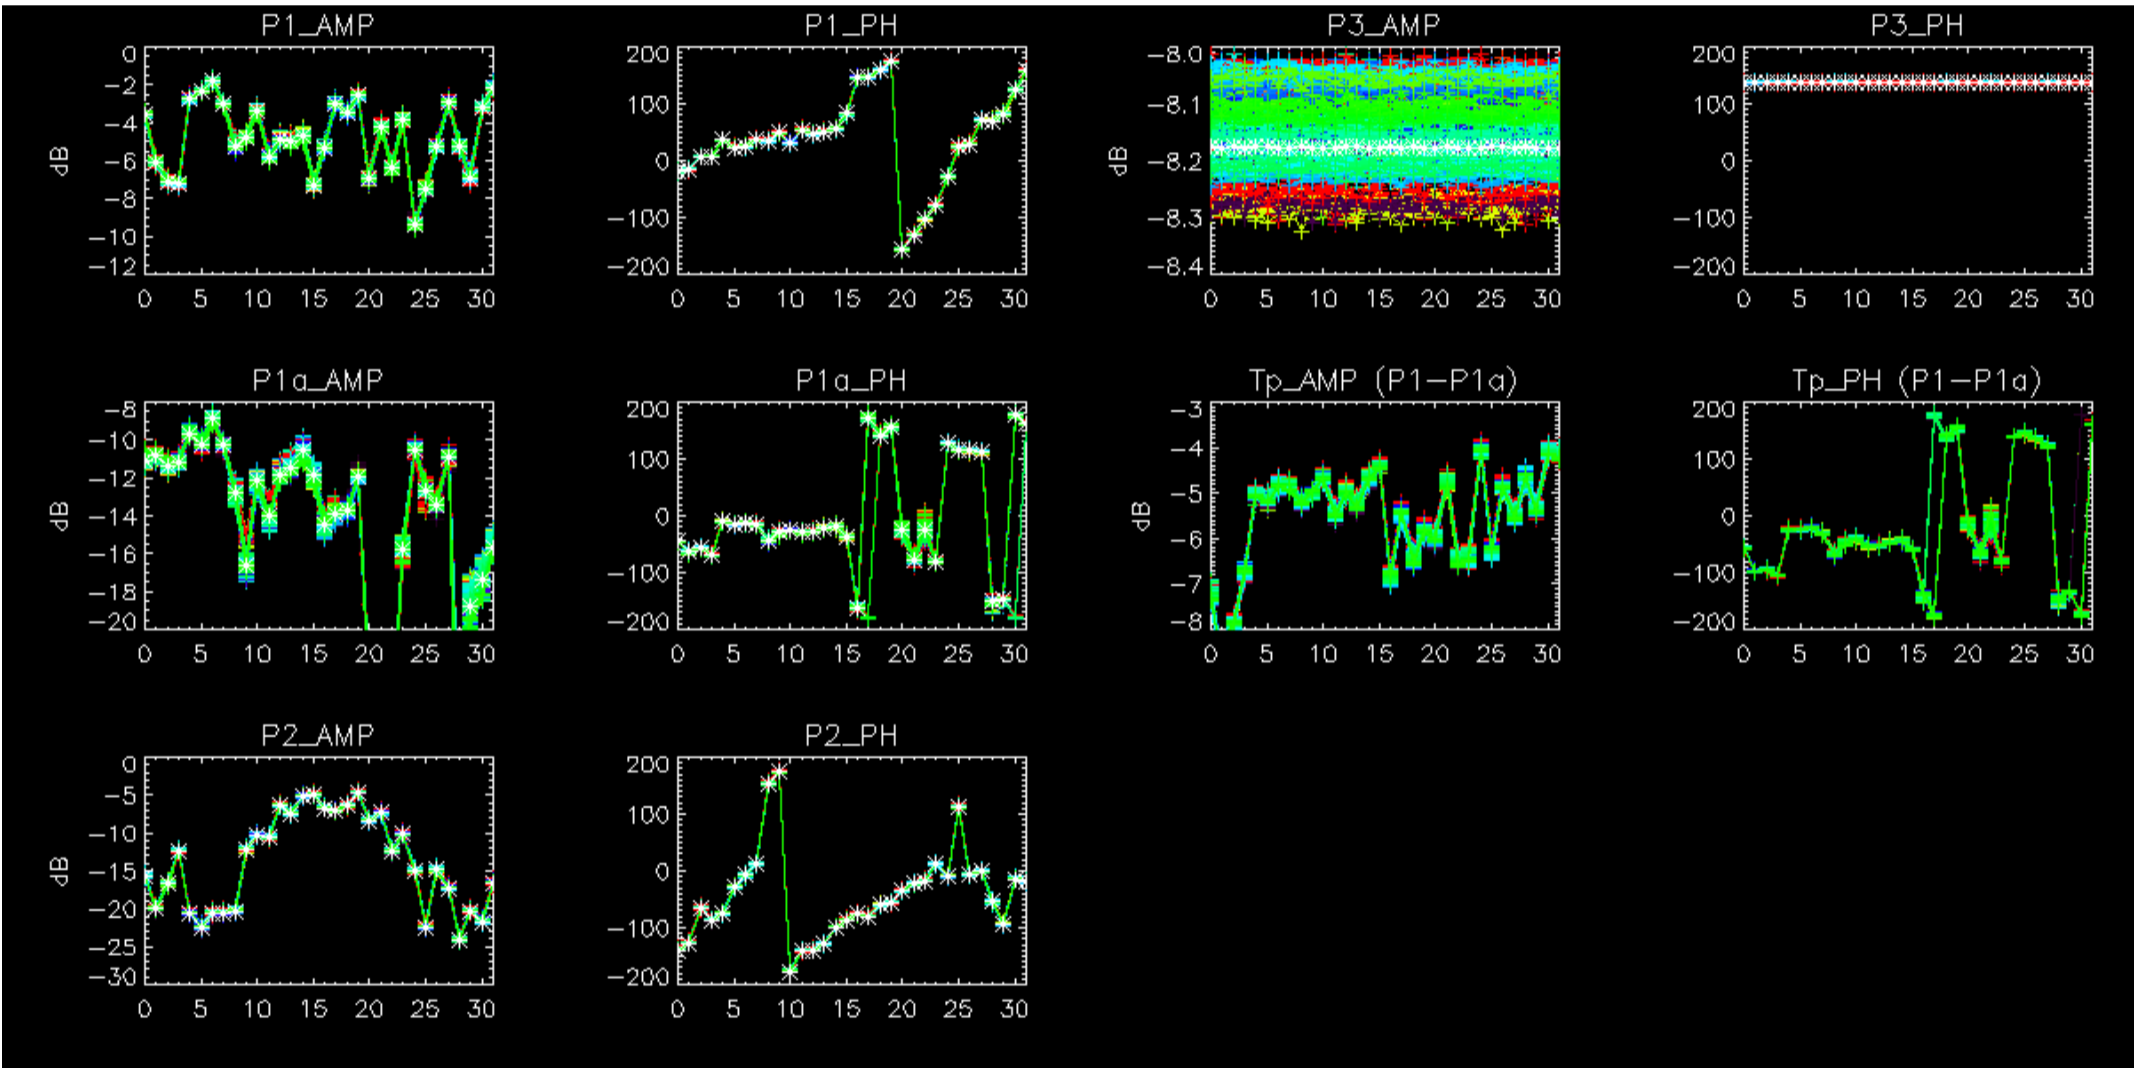 P1_AMP
P1_PH
P3_AMP
P3_PH
0
−2
−4
−6
−8
−10
−12
dB
0 5 10 15 20 25 30
200
100
0
−100
−200
0 5 10 15 20 25 30
−8.0
−8.1
−8.2
−8.3
−8.4
dB
0 5 10 15 20 25 30
200
100
0
−100
−200
0 5 10 15 20 25 30
P1a_AMP
P1a_PH
Tp_AMP (P1−P1a)
Tp_PH (P1−P1a)
−8
−10
−12
−14
−16
−18
−20
dB
0 5 10 15 20 25 30
200
100
0
−100
−200
0 5 10 15 20 25 30
−3
−4
−5
−6
−7
−8
dB
0 5 10 15 20 25 30
200
100
0
−100
−200
0 5 10 15 20 25 30
P2_AMP
P2_PH
0
−5
−10
−15
−20
−25
−30
dB
0 5 10 15 20 25 30
200
100
0
−100
−200
0 5 10 15 20 25 30